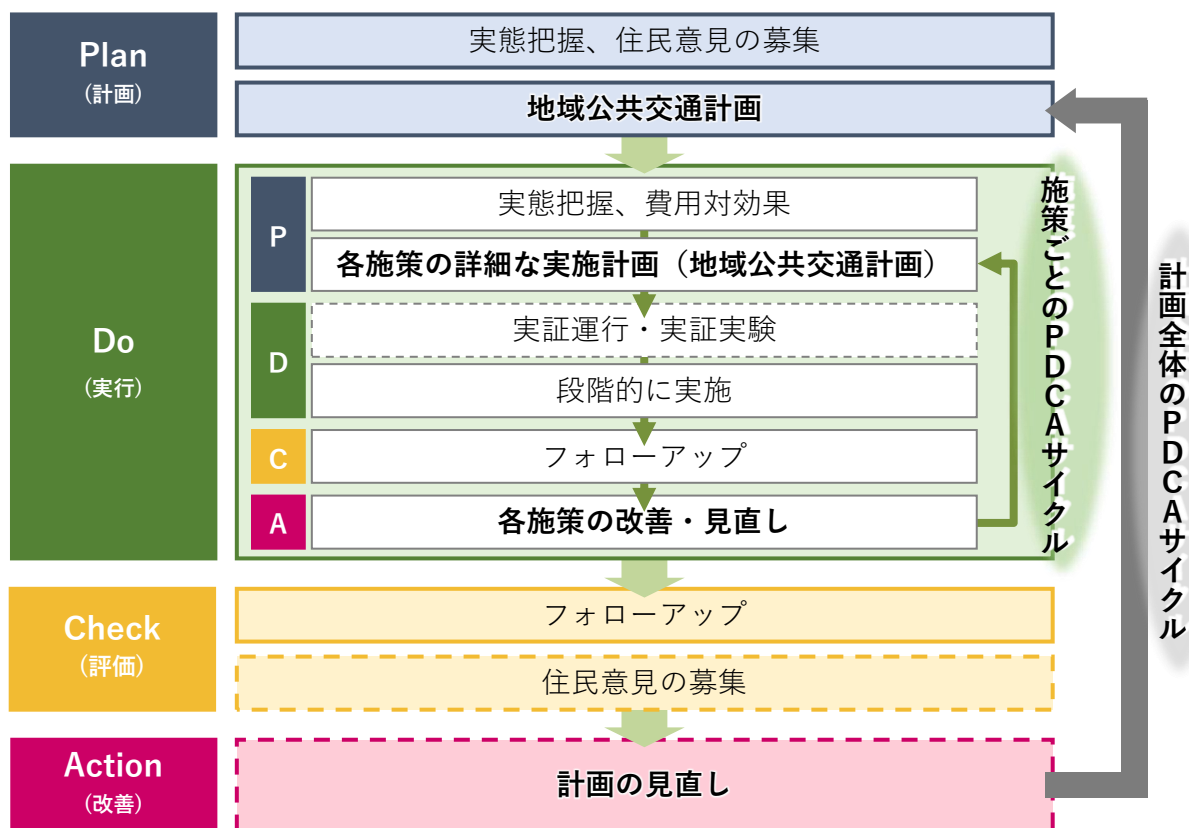 Plan
(計画)
実態把握、住民意見の募集
地域公共交通計画
Do
(実行)
P
実態把握、費用対効果
各施策の詳細な実施計画（地域公共交通計画）
D
実証運行・実証実験
段階的に実施
C
フォローアップ
A
各施策の改善・見直し
施策ごとのPDCAサイクル
計画全体のPDCAサイクル
Check
(評価)
フォローアップ
住民意見の募集
Action
(改善)
計画の見直し